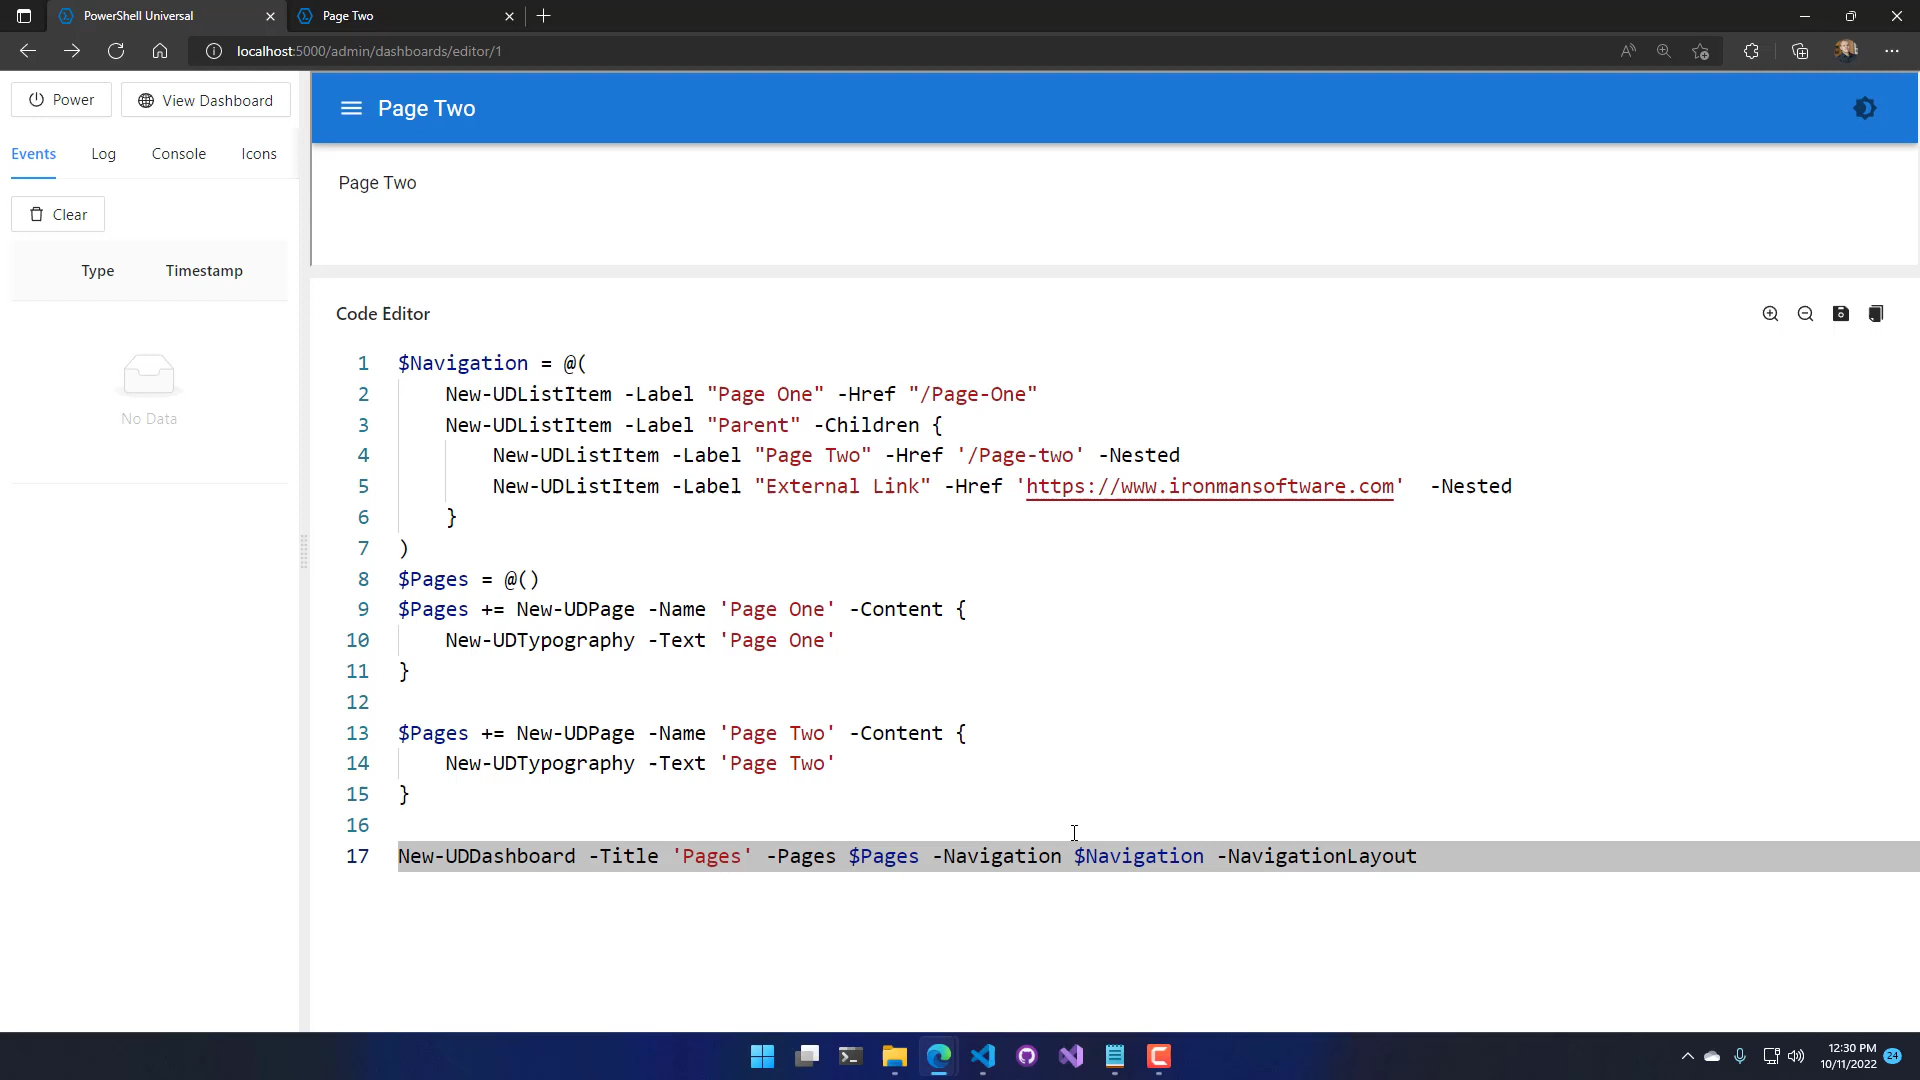 PowerShell Universal
Page Two
localhost:5000/admin/dashboards/editor/1
Power
View Dashboard
Events
Log
Console
Icons
Clear
Type
Timestamp
No Data
Page Two
Page Two
Code Editor
1 $Navigation = @(
2 New-UDListItem -Label "Page One" -Href "/Page-One"
3 New-UDListItem -Label "Parent" -Children {
4 New-UDListItem -Label "Page Two" -Href '/Page-two' -Nested
5 New-UDListItem -Label "External Link" -Href 'https://www.ironmansoftware.com'  -Nested
6 }
7 )
8 $Pages = @()
9 $Pages += New-UDPage -Name 'Page One' -Content {
10 New-UDTypography -Text 'Page One'
11 }
12
13 $Pages += New-UDPage -Name 'Page Two' -Content {
14 New-UDTypography -Text 'Page Two'
15 }
16
17 New-UDDashboard -Title 'Pages' -Pages $Pages -Navigation $Navigation -NavigationLayout
12:30 PM
10/11/2022
24